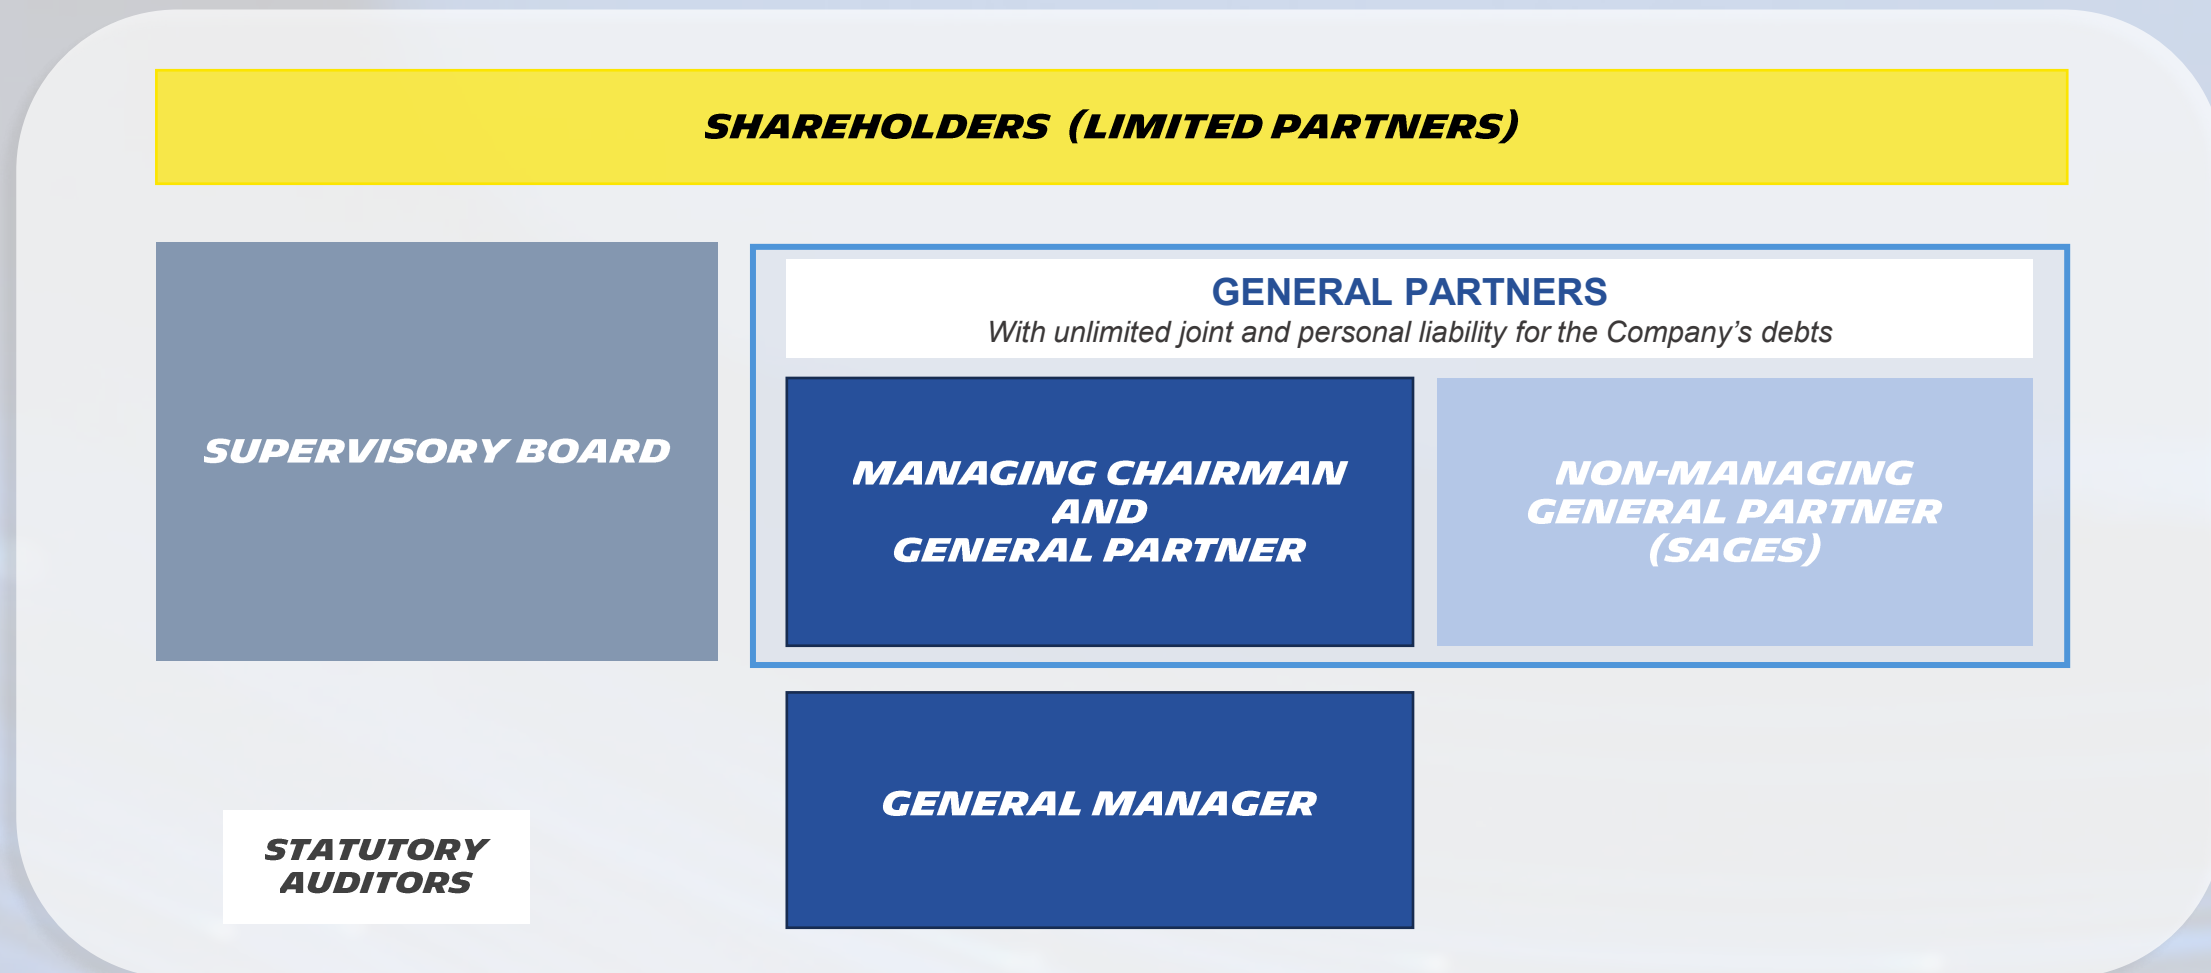 SHAREHOLDERS (LIMITED PARTNERS)
SUPERVISORY BOARD
GENERAL PARTNERS
With unlimited joint and personal liability for the Company’s debts
MANAGING CHAIRMAN
AND
GENERAL PARTNER
NON-MANAGING
GENERAL PARTNER
(SAGES)
GENERAL MANAGER
STATUTORY
AUDITORS